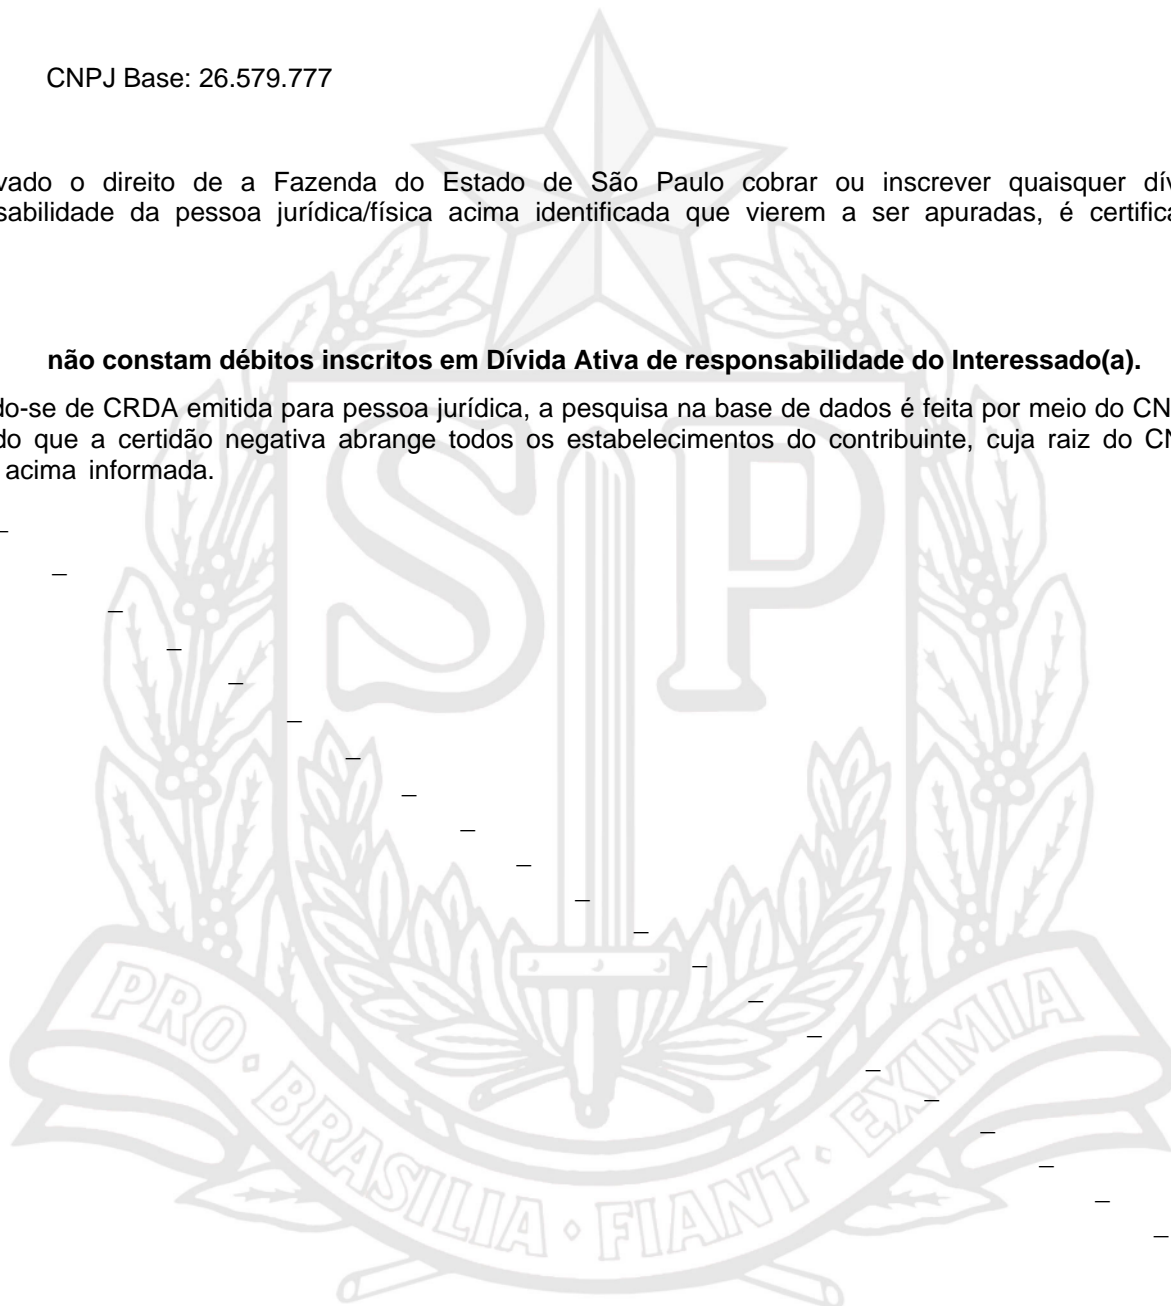 CNPJ Base: 26.579.777
vado o direito de a Fazenda do Estado de São Paulo cobrar ou inscrever quaisquer dív
sabilidade da pessoa jurídica/física acima identificada que vierem a ser apuradas, é certifica
não constam débitos inscritos em Dívida Ativa de responsabilidade do Interessado(a).
do-se de CRDA emitida para pessoa jurídica, a pesquisa na base de dados é feita por meio do CN
do que a certidão negativa abrange todos os estabelecimentos do contribuinte, cuja raiz do CN
acima informada.
SP
PRO • BRASILIA • FIANT • EXIMIA